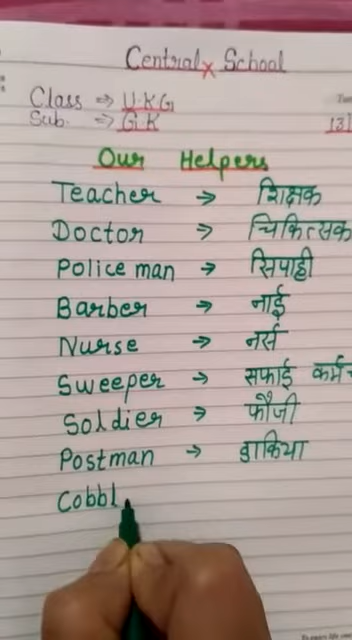 Central x School
Class ⇒ U.K.G
Sub. ⇒ G.K
13
Our Helpers
Teacher → शिक्षक
Doctor → चिकित्सक
Police man → सिपाही
Barber → नाई
Nurse → नर्स
Sweeper → सफाई
Soldier → फौजी
Postman → डाकिया
Cobbl